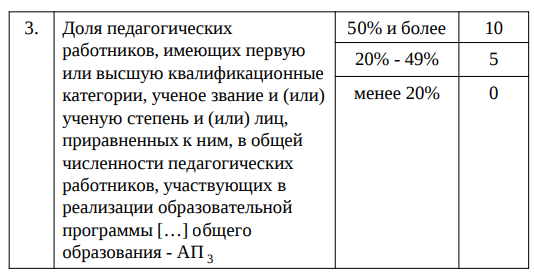 3. Доля педагогических 50% и более 10
работников, имеющих первую
или высшую квалификационные 20% - 49% 5
категории, ученое звание и (или) менее 20% 0
ученую степень и (или) лиц,
приравненных к ним, в общей
численности педагогических
работников, участвующих в
реализации образовательной
программы […] общего
образования - АП 3